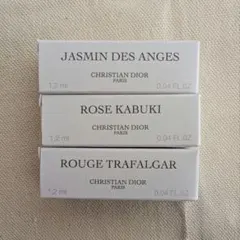 JASMIN DES ANGES
CHRISTIAN DIOR
PARIS
1.2 ml 0.04 FL.OZ
ROSE KABUKI
CHRISTIAN DIOR
PARIS
1.2 ml 0.04 FL.OZ
ROUGE TRAFALGAR
CHRISTIAN DIOR
PARIS
1.2 ml 0.04 FL.OZ